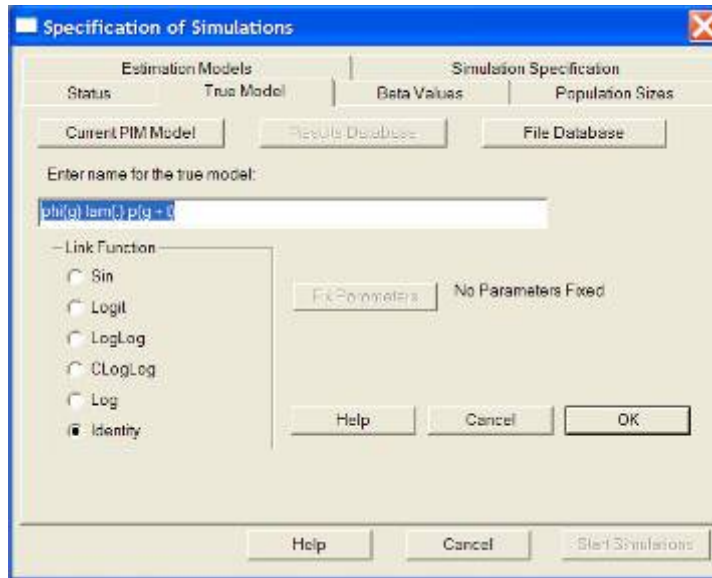 Specification of Simulations
Estimation Models Simulation Specification
Status True Model Beta Values Population Sizes
Current PIM Model Results Database File Database
Enter name for the true model:
phi(g) lam(.) p(g + t)
Link Function
Sin
Logit
LogLog
CLogLog
Log
Identity
Fix Parameters No Parameters Fixed
Help Cancel OK
Help Cancel Start Simulations